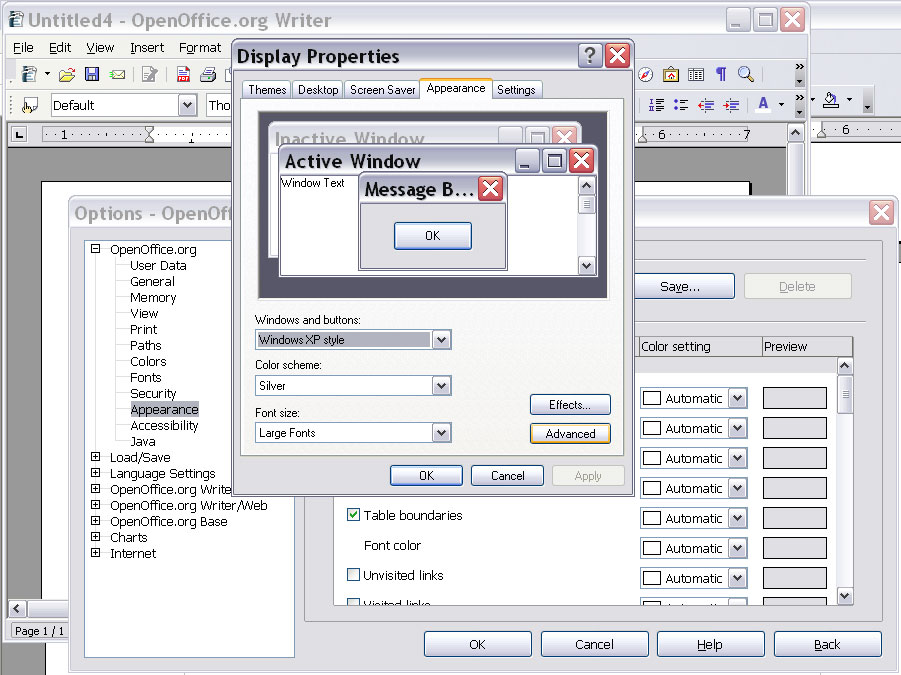 Untitled4 - OpenOffice.org Writer
File Edit View Insert Format
Default
Tho
1 1 6 7
6
Page 1 / 1
Display Properties
Themes Desktop Screen Saver Appearance Settings
Inactive Window
Active Window
Window Text
Message B...
OK
Windows and buttons:
Windows XP style
Color scheme:
Silver
Font size:
Large Fonts
Effects...
Advanced
OK Cancel Apply
Options - OpenOff
OpenOffice.org
User Data
General
Memory
View
Print
Paths
Colors
Fonts
Security
Appearance
Accessibility
Java
Load/Save
Language Settings
OpenOffice.org Write
OpenOffice.org Writer/Web
OpenOffice.org Base
Charts
Internet
Save... Delete
Color setting Preview
Automatic
Automatic
Automatic
Automatic
Table boundaries Automatic
Font color Automatic
Unvisited links Automatic
Visited links
OK Cancel Help Back